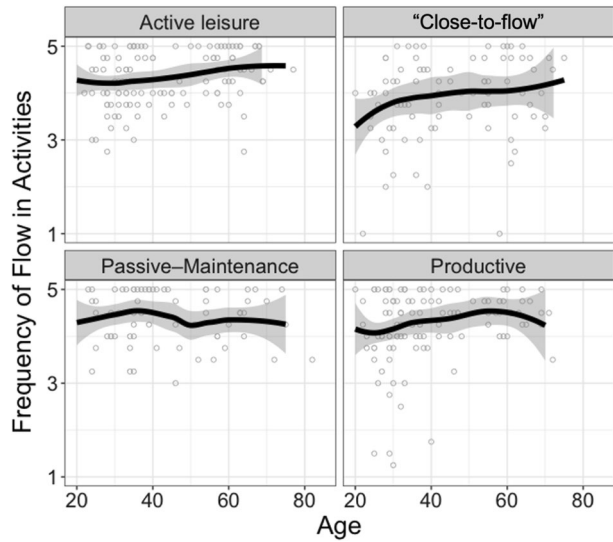 Active leisure
“Close-to-flow”
5
3
1
Passive–Maintenance
Productive
5
3
1
20 40 60 80
20 40 60 80
Age
Frequency of Flow in Activities